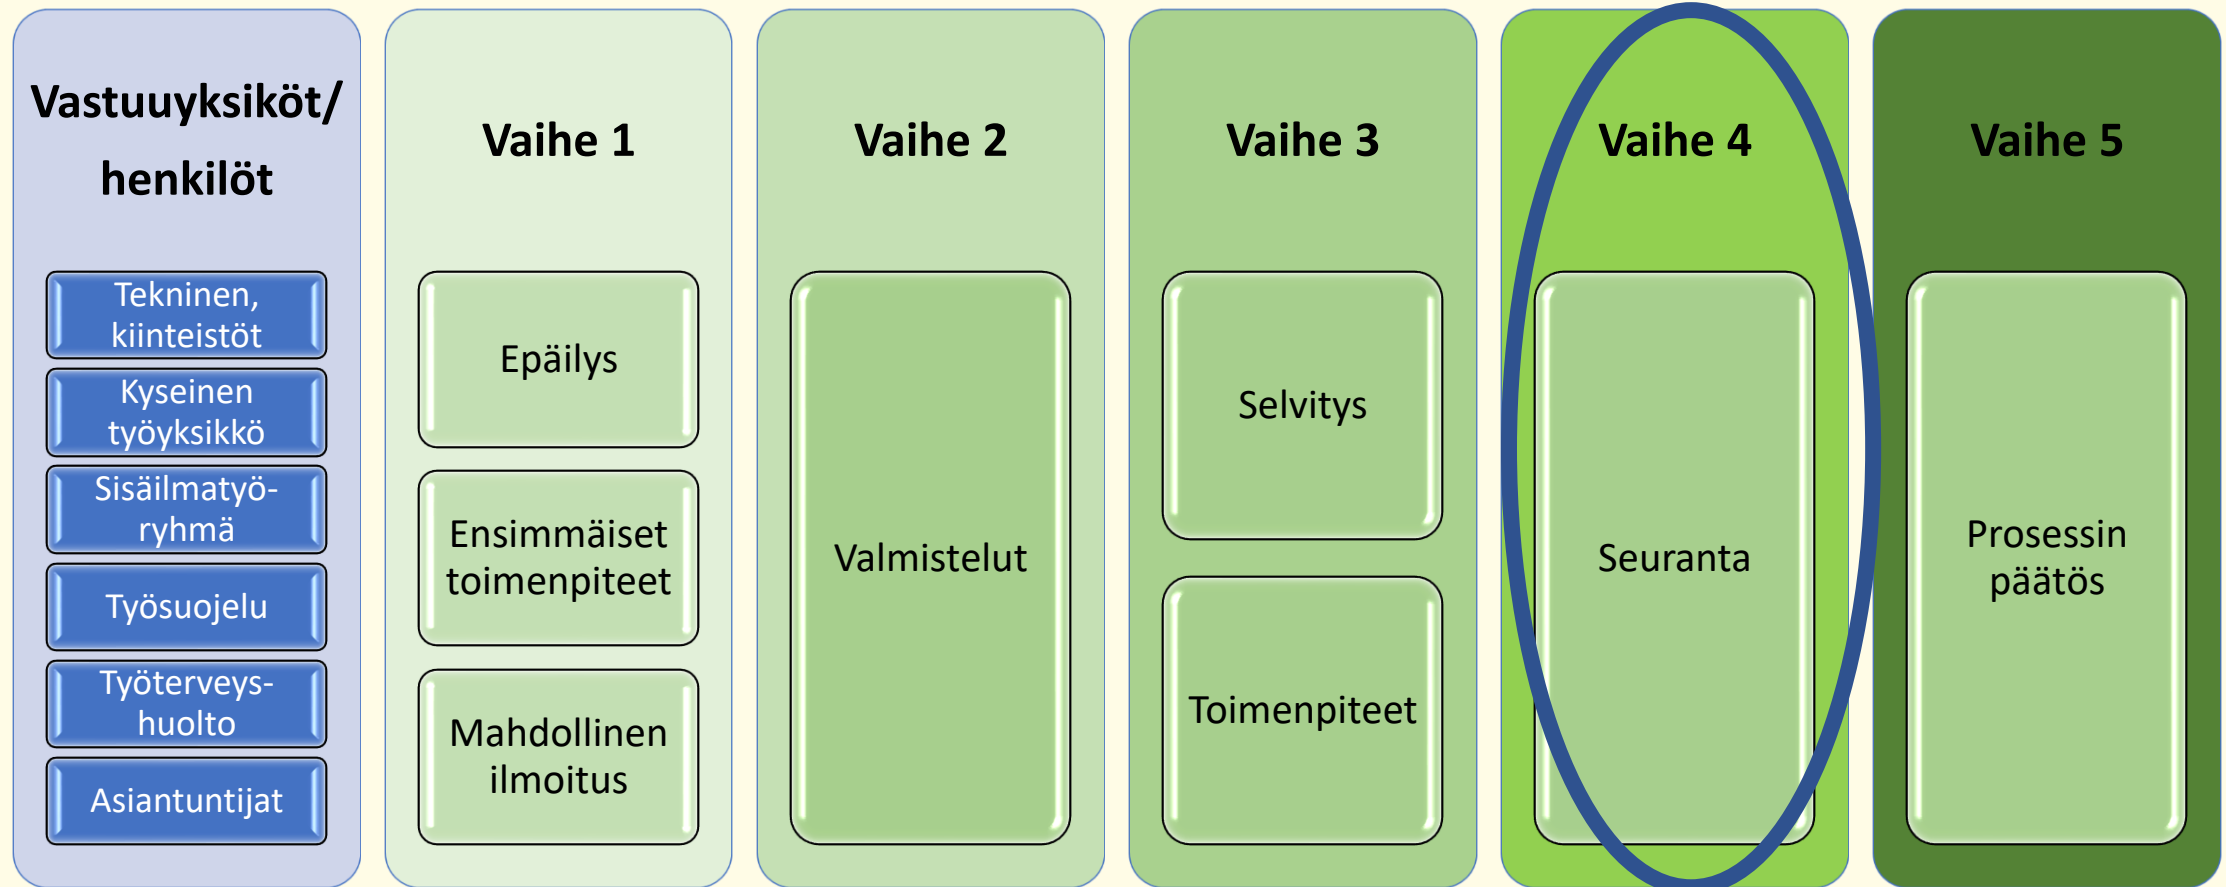 Vastuuyksiköt/
henkilöt
Tekninen,
kiinteistöt
Kyseinen
työyksikkö
Sisäilmatyö-
ryhmä
Työsuojelu
Työterveys-
huolto
Asiantuntijat
Vaihe 1
Epäilys
Ensimmäiset
toimenpiteet
Mahdollinen
ilmoitus
Vaihe 2
Valmistelut
Vaihe 3
Selvitys
Toimenpiteet
Vaihe 4
Seuranta
Vaihe 5
Prosessin
päätös